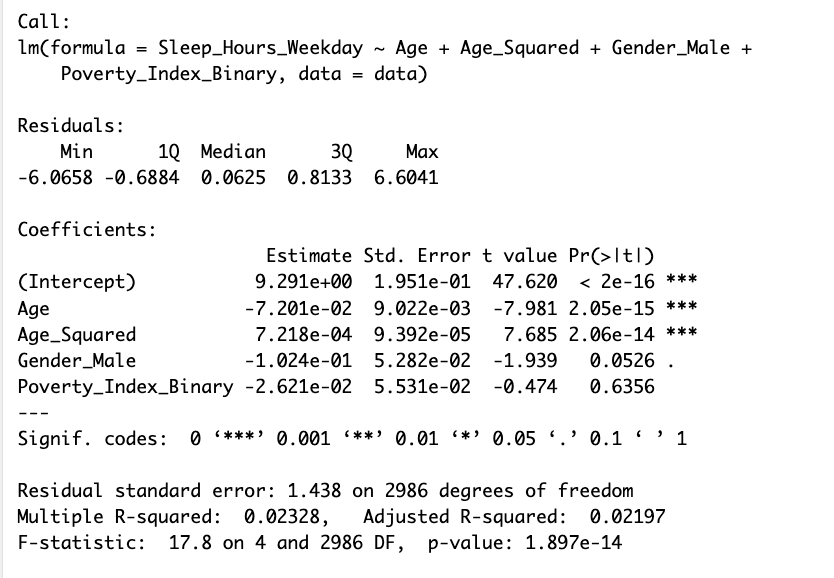 Call:
lm(formula = Sleep_Hours_Weekday ~ Age + Age_Squared + Gender_Male +
    Poverty_Index_Binary, data = data)

Residuals:
    Min      1Q  Median      3Q     Max
-6.0658 -0.6884  0.0625  0.8133  6.6041

Coefficients:
                       Estimate Std. Error t value Pr(>|t|)
(Intercept)           9.291e+00  1.951e-01  47.620  < 2e-16 ***
Age                  -7.201e-02  9.022e-03  -7.981 2.05e-15 ***
Age_Squared           7.218e-04  9.392e-05   7.685 2.06e-14 ***
Gender_Male          -1.024e-01  5.282e-02  -1.939   0.0526 .
Poverty_Index_Binary -2.621e-02  5.531e-02  -0.474   0.6356
---
Signif. codes:  0 ‘***’ 0.001 ‘**’ 0.01 ‘*’ 0.05 ‘.’ 0.1 ‘ ’ 1

Residual standard error: 1.438 on 2986 degrees of freedom
Multiple R-squared:  0.02328,   Adjusted R-squared:  0.02197
F-statistic:  17.8 on 4 and 2986 DF,  p-value: 1.897e-14